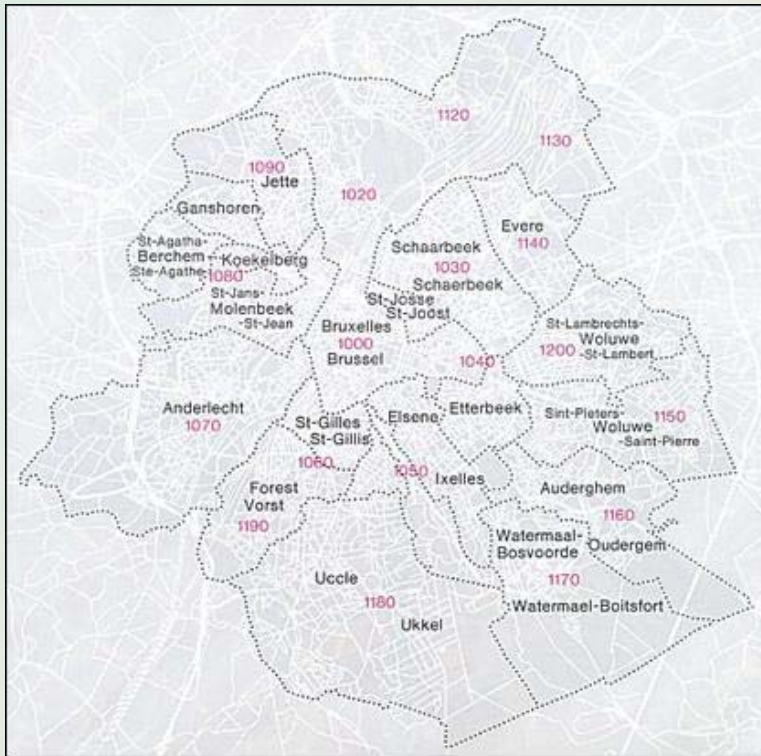 1120
1130
1090
Jette
1020
Ganshoren
Evere
1140
St-Agatha-
Berchem
Ste-Agathe
Koekelberg
1080
Schaarbeek
1030
Schaerbeek
St-Jans-
Molenbeek
-St-Jean
St-Josse
St-Joost
Bruxelles
1000
Brussel
1040
St-Lambrechts-
Woluwe
1200
-St-Lambert
Anderlecht
1070
St-Gilles
St-Gillis
Elsene
Etterbeek
Sint-Pieters-
1150
Woluwe
-Saint-Pierre
1060
1050
Ixelles
Forest
Vorst
1190
Auderghem
1160
Oudergem
Watermaal-
Bosvoorde
1170
Watermael-Boitsfort
Uccle
1180
Ukkel